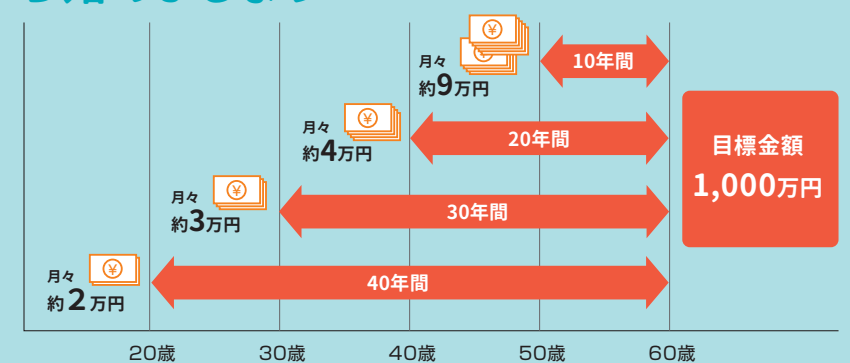 月々
約9万円
10年間
月々
約4万円
20年間
目標金額
1,000万円
月々
約3万円
30年間
月々
約2万円
40年間
20歳 30歳 40歳 50歳 60歳